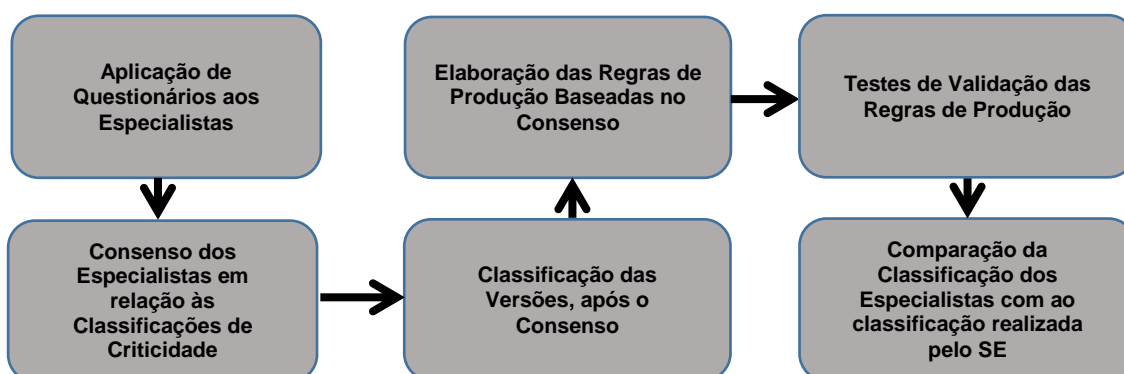 Aplicação de
Questionários aos
Especialistas
Consenso dos
Especialistas em
relação às
Classificações de
Criticidade
Classificação das
Versões, após o
Consenso
Elaboração das Regras de
Produção Baseadas no
Consenso
Testes de Validação das
Regras de Produção
Comparação da
Classificação dos
Especialistas com ao
classificação realizada
pelo SE